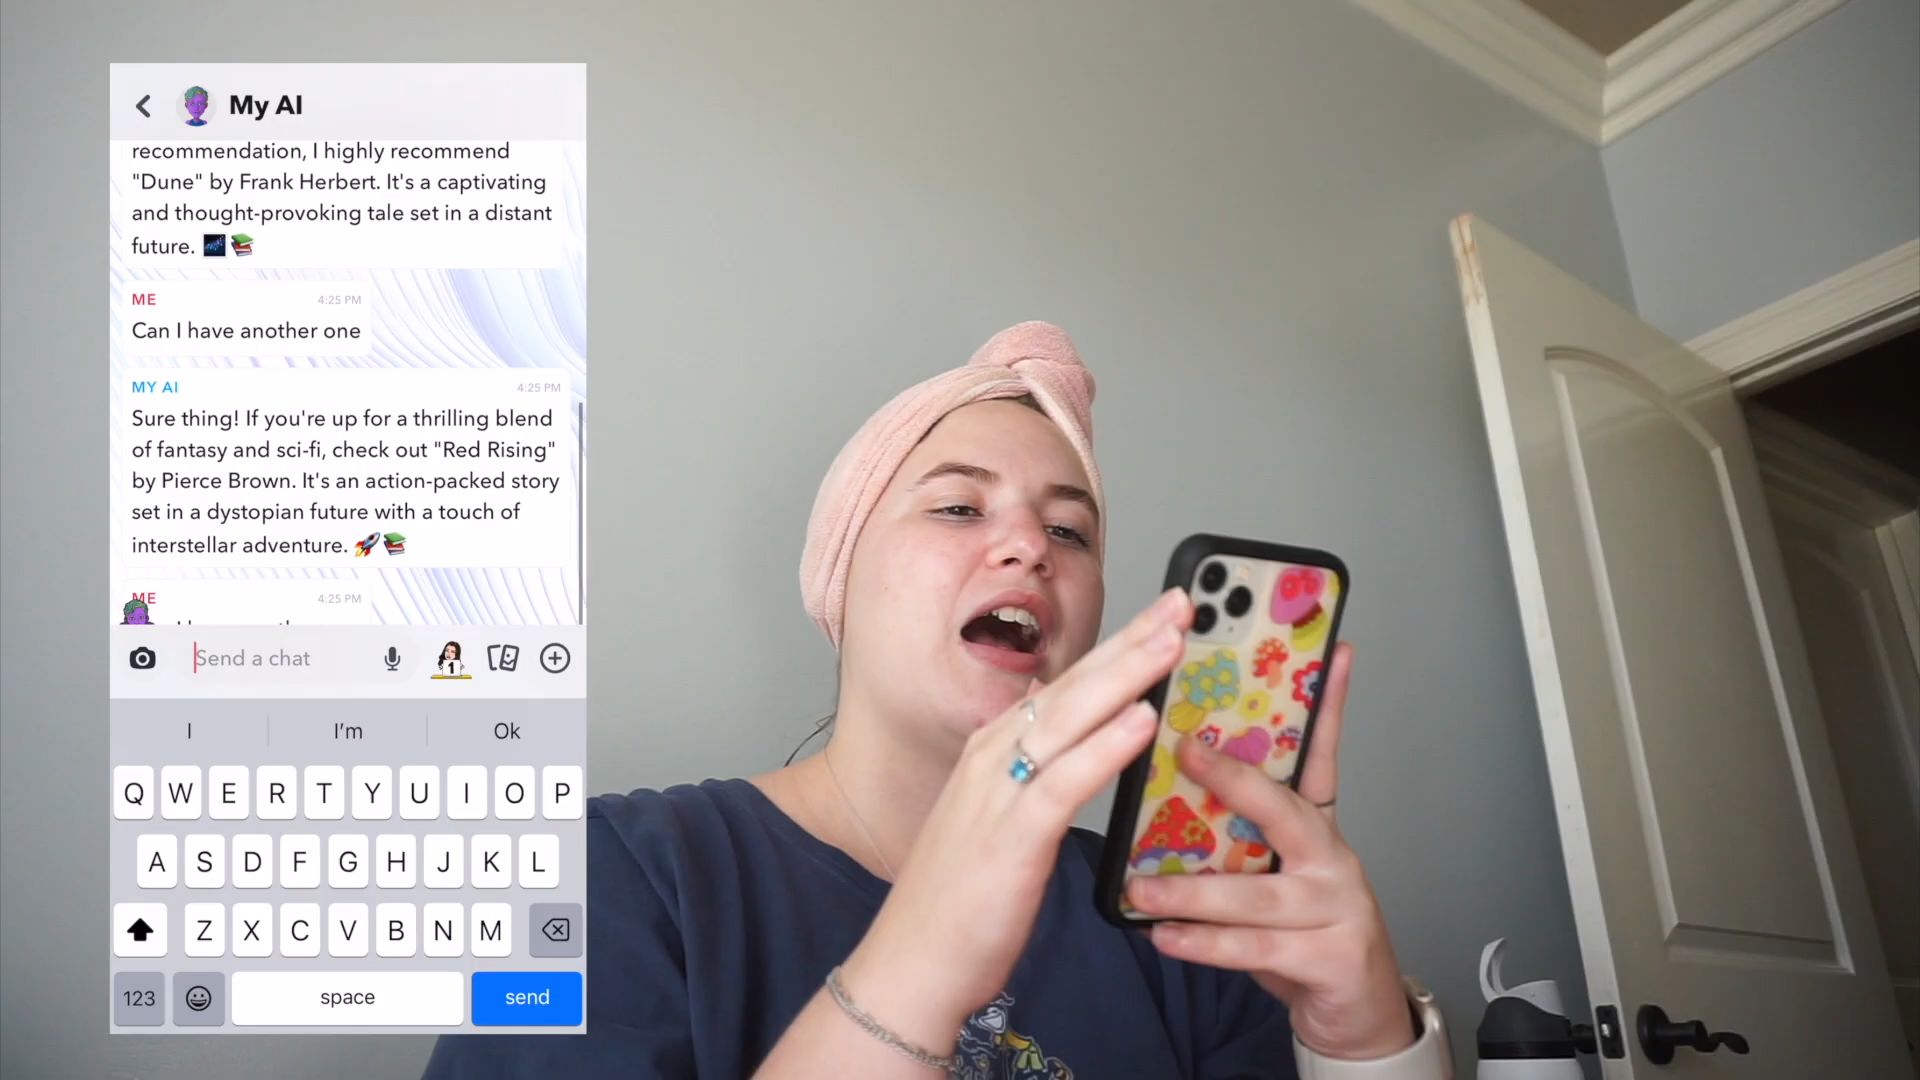 My AI
recommendation, I highly recommend
"Dune" by Frank Herbert. It's a captivating
and thought-provoking tale set in a distant
future.
ME 4:25 PM
Can I have another one
MY AI 4:25 PM
Sure thing! If you're up for a thrilling blend
of fantasy and sci-fi, check out "Red Rising"
by Pierce Brown. It's an action-packed story
set in a dystopian future with a touch of
interstellar adventure.
ME 4:25 PM
Send a chat
1
I I'm Ok
Q W E R T Y U I O P
A S D F G H J K L
Z X C V B N M
123 space send